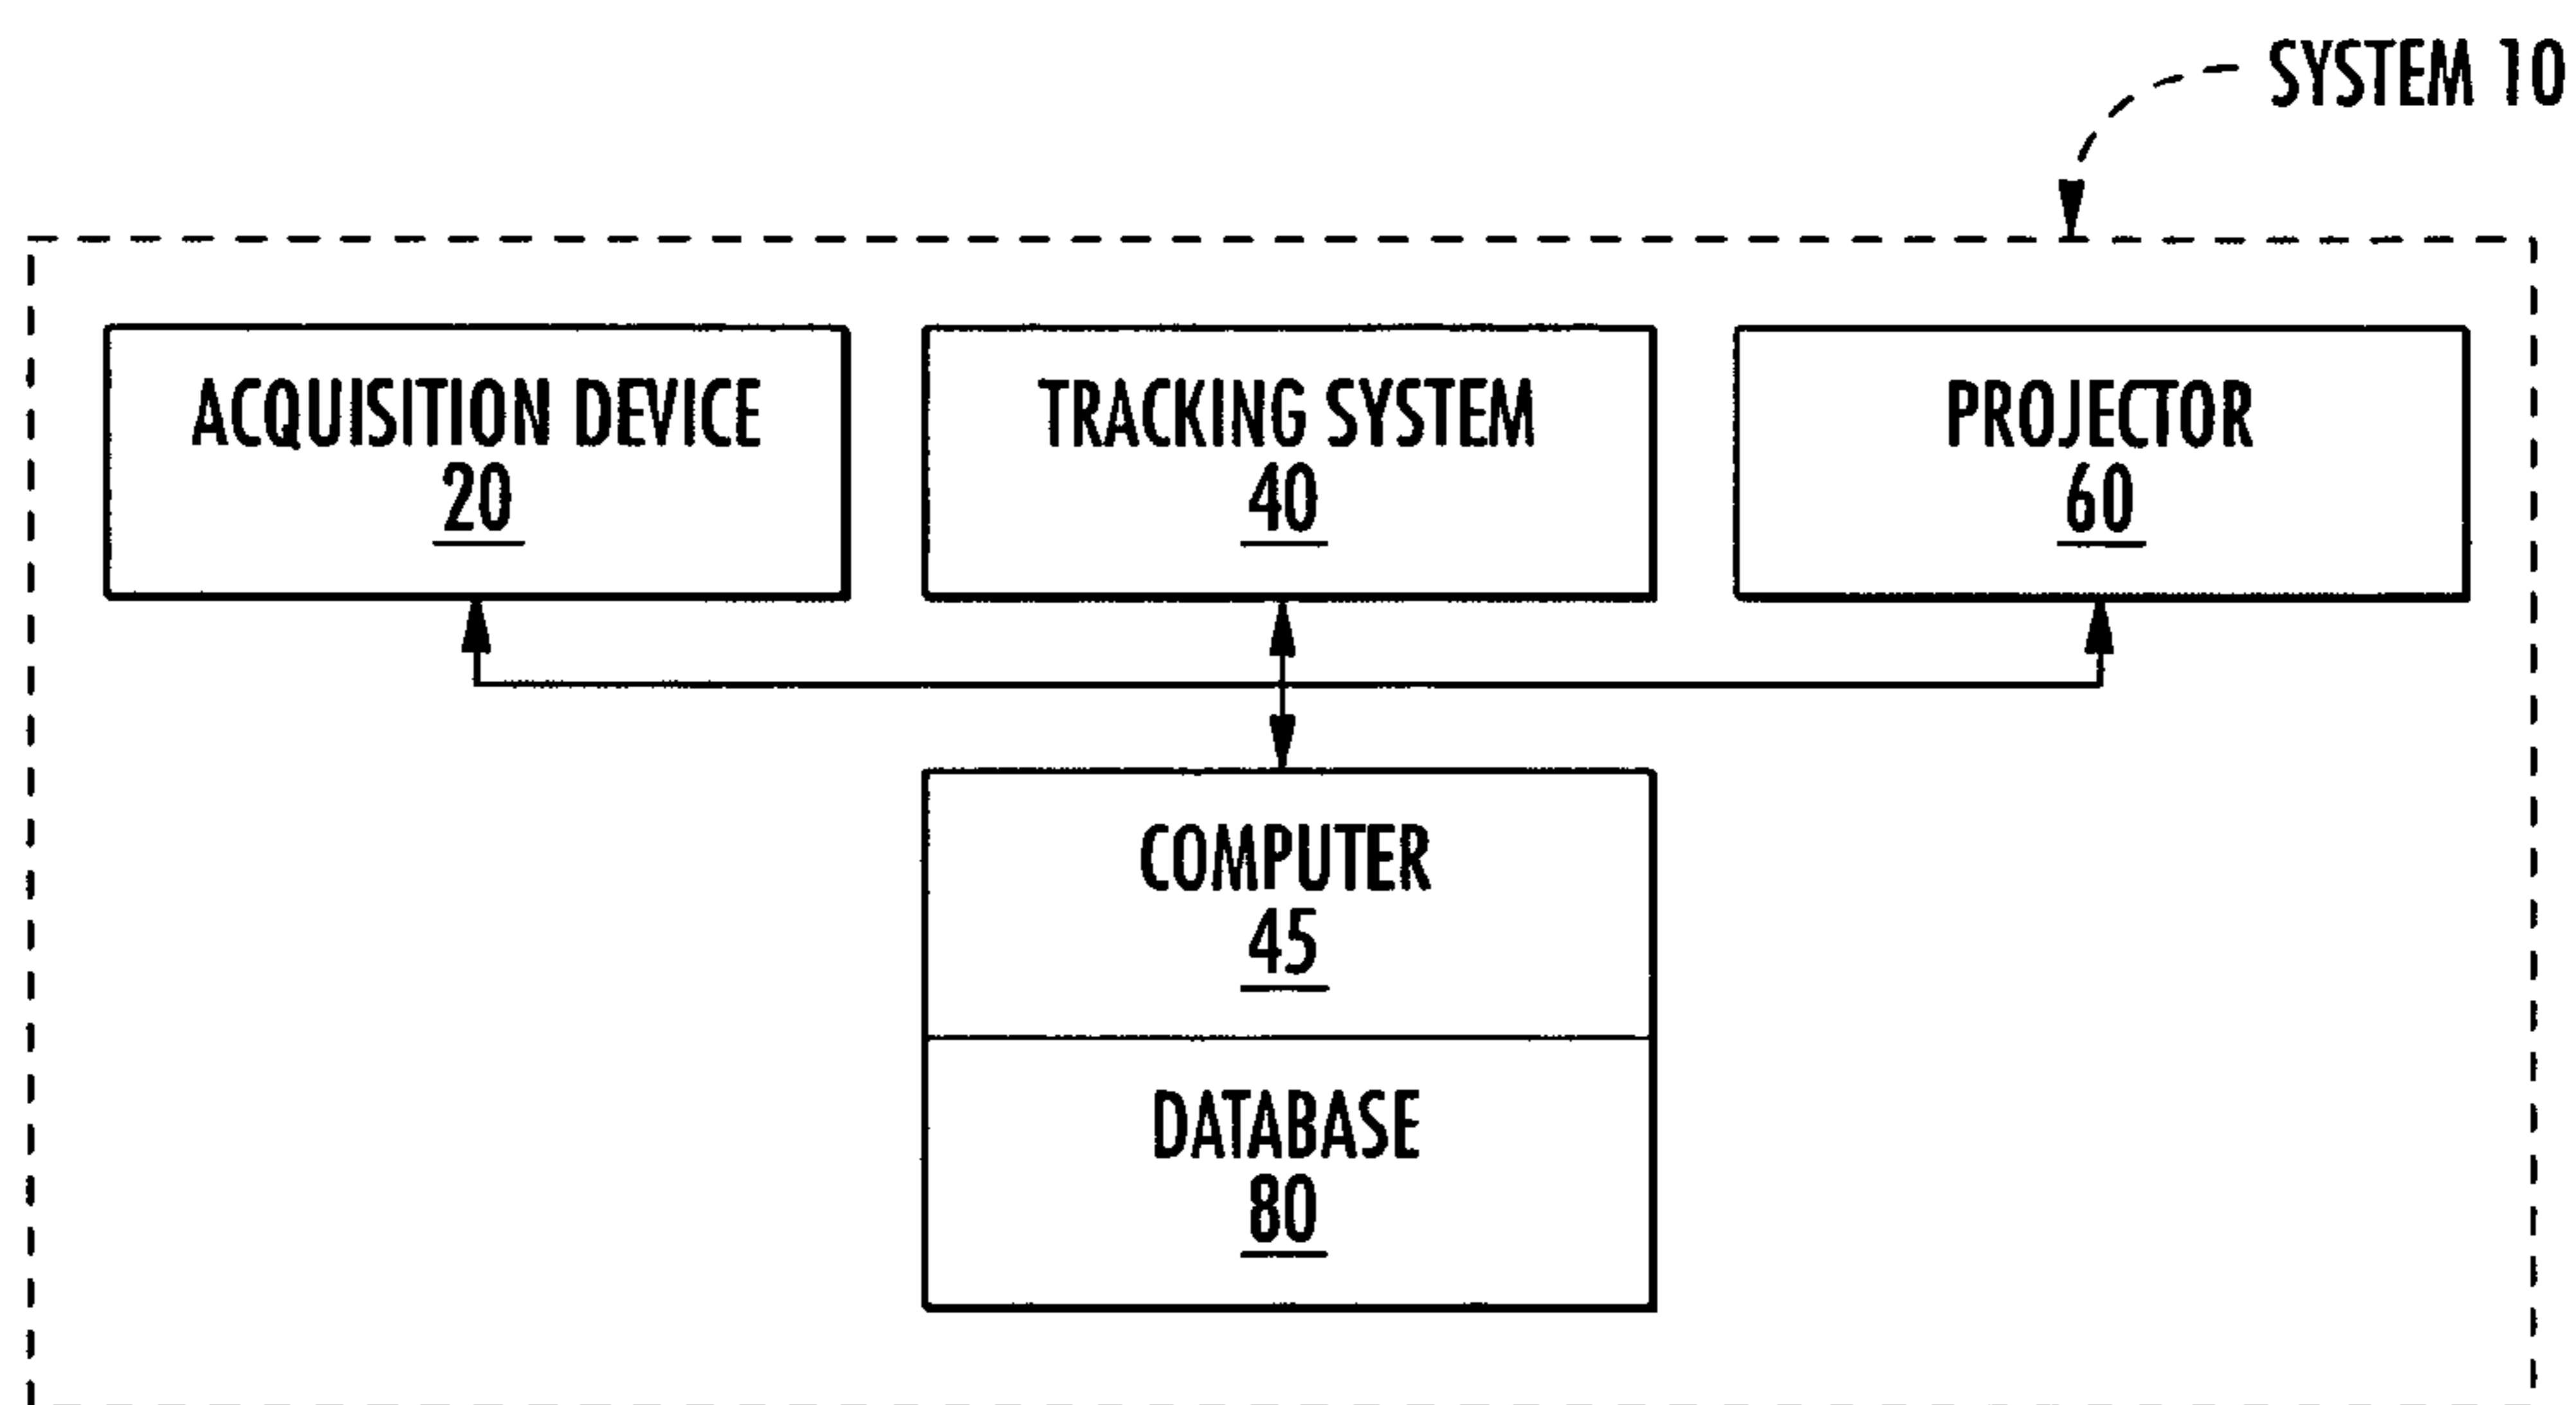 SYSTEM 10
ACQUISITION DEVICE
20
TRACKING SYSTEM
40
PROJECTOR
60
COMPUTER
45
DATABASE
80